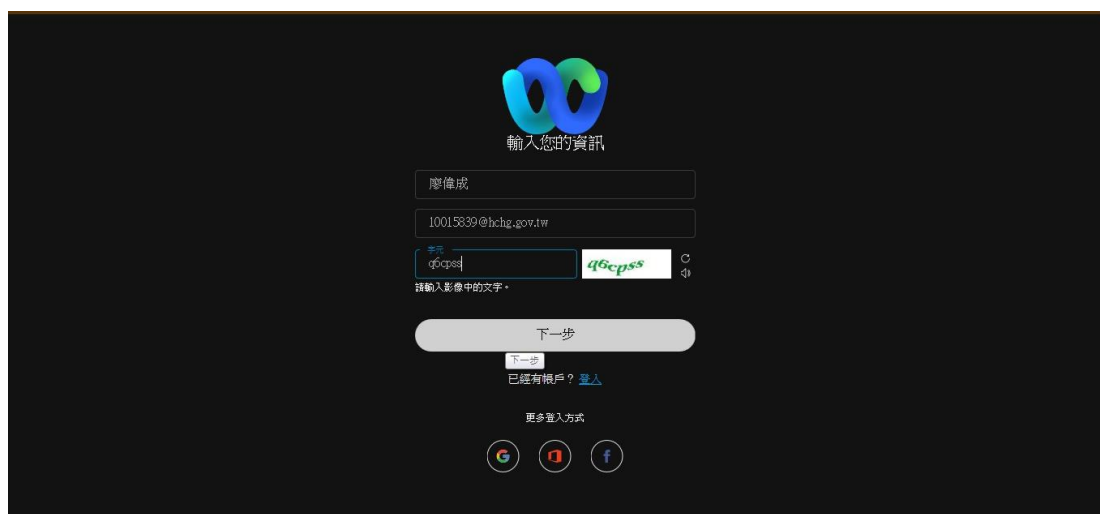 輸入您的資訊
廖偉成
10015839@hchg.gov.tw
字元
q6cpss
q6cpss
請輸入影像中的文字。
下一步
下一步
已經有帳戶？登入
更多登入方式